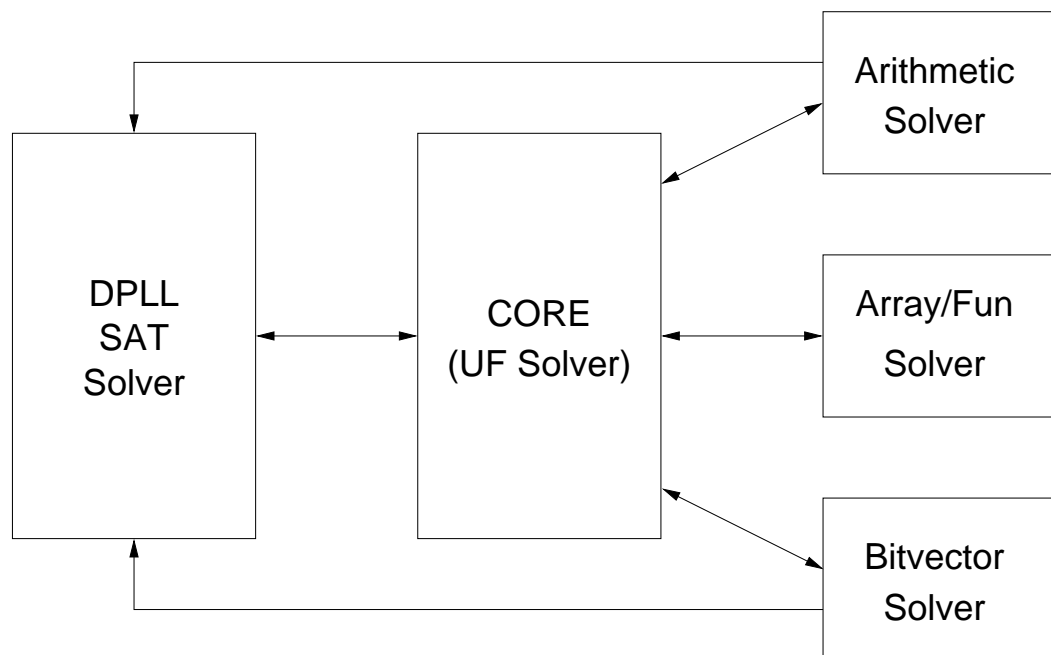 DPLL
SAT
Solver
CORE
(UF Solver)
Arithmetic
Solver
Array/Fun
Solver
Bitvector
Solver